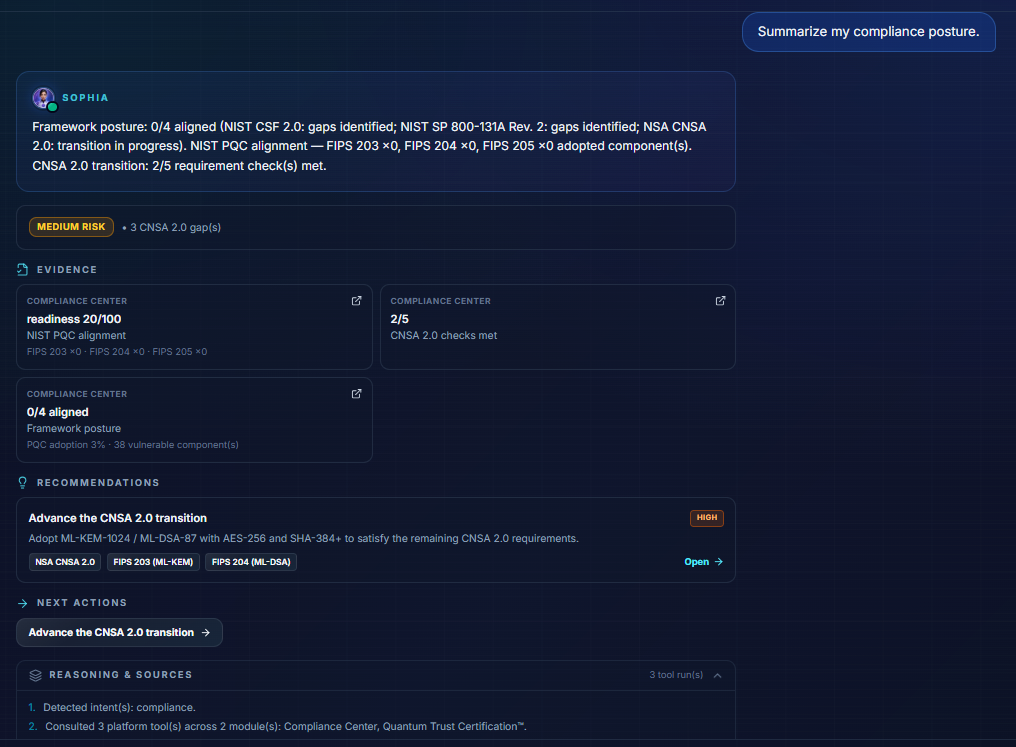 Summarize my compliance posture.
SOPHIA
Framework posture: 0/4 aligned (NIST CSF 2.0: gaps identified; NIST SP 800-131A Rev. 2: gaps identified; NSA CNSA
2.0: transition in progress). NIST PQC alignment — FIPS 203 ×0, FIPS 204 ×0, FIPS 205 ×0 adopted component(s).
CNSA 2.0 transition: 2/5 requirement check(s) met.
MEDIUM RISK • 3 CNSA 2.0 gap(s)
EVIDENCE
COMPLIANCE CENTER
readiness 20/100
NIST PQC alignment
FIPS 203 ×0 · FIPS 204 ×0 · FIPS 205 ×0
COMPLIANCE CENTER
2/5
CNSA 2.0 checks met
COMPLIANCE CENTER
0/4 aligned
Framework posture
PQC adoption 3% · 38 vulnerable component(s)
RECOMMENDATIONS
Advance the CNSA 2.0 transition HIGH
Adopt ML-KEM-1024 / ML-DSA-87 with AES-256 and SHA-384+ to satisfy the remaining CNSA 2.0 requirements.
NSA CNSA 2.0 FIPS 203 (ML-KEM) FIPS 204 (ML-DSA) Open →
NEXT ACTIONS
Advance the CNSA 2.0 transition →
REASONING & SOURCES 3 tool run(s)
1. Detected intent(s): compliance.
2. Consulted 3 platform tool(s) across 2 module(s): Compliance Center, Quantum Trust Certification™.